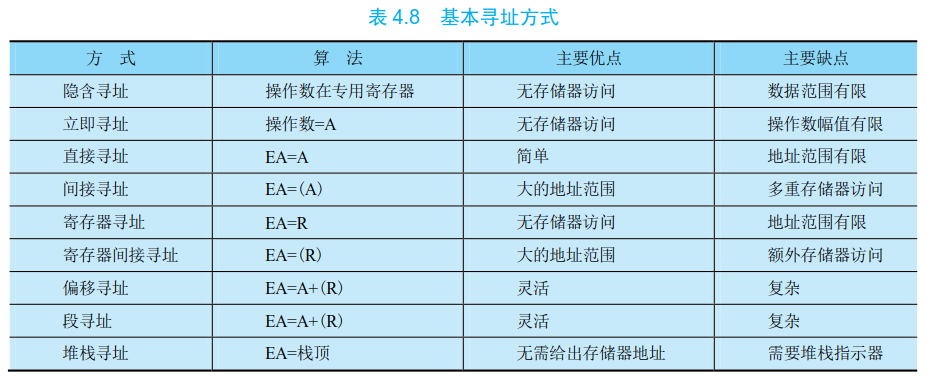 表 4.8 基本寻址方式
方 式 算 法 主要优点 主要缺点
隐含寻址 操作数在专用寄存器 无存储器访问 数据范围有限
立即寻址 操作数=A 无存储器访问 操作数幅值有限
直接寻址 EA=A 简单 地址范围有限
间接寻址 EA=(A) 大的地址范围 多重存储器访问
寄存器寻址 EA=R 无存储器访问 地址范围有限
寄存器间接寻址 EA=(R) 大的地址范围 额外存储器访问
偏移寻址 EA=A+(R) 灵活 复杂
段寻址 EA=A+(R) 灵活 复杂
堆栈寻址 EA=栈顶 无需给出存储器地址 需要堆栈指示器